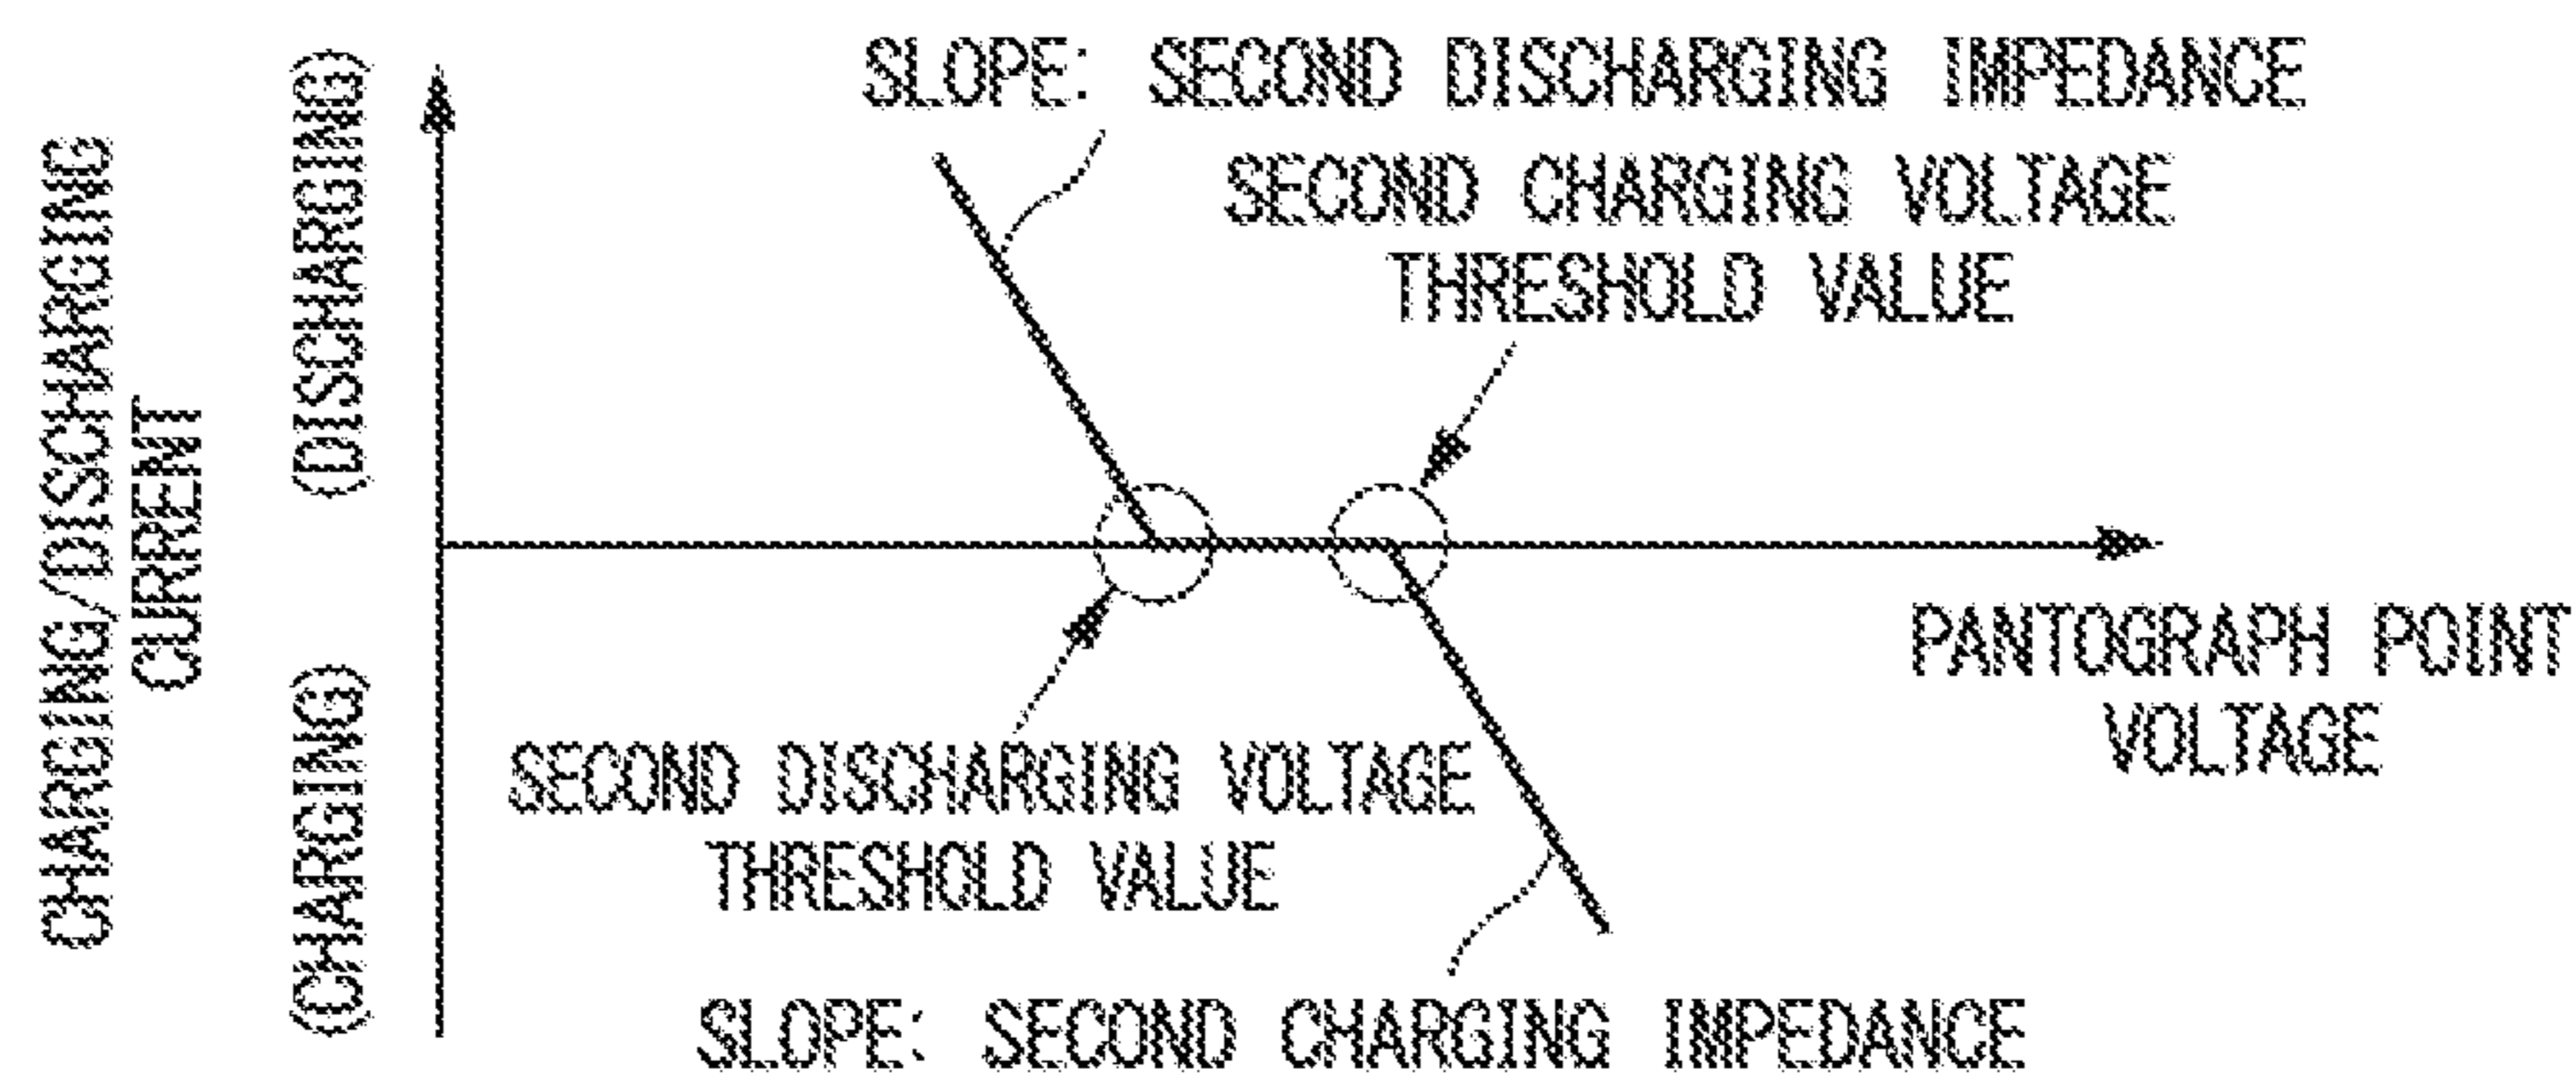 CHARGING/DISCHARGING
CURRENT
(DISCHARGING)
(CHARGING)
SLOPE: SECOND DISCHARGING IMPEDANCE
SECOND CHARGING VOLTAGE
THRESHOLD VALUE
PANTOGRAPH POINT
VOLTAGE
SECOND DISCHARGING VOLTAGE
THRESHOLD VALUE
SLOPE: SECOND CHARGING IMPEDANCE